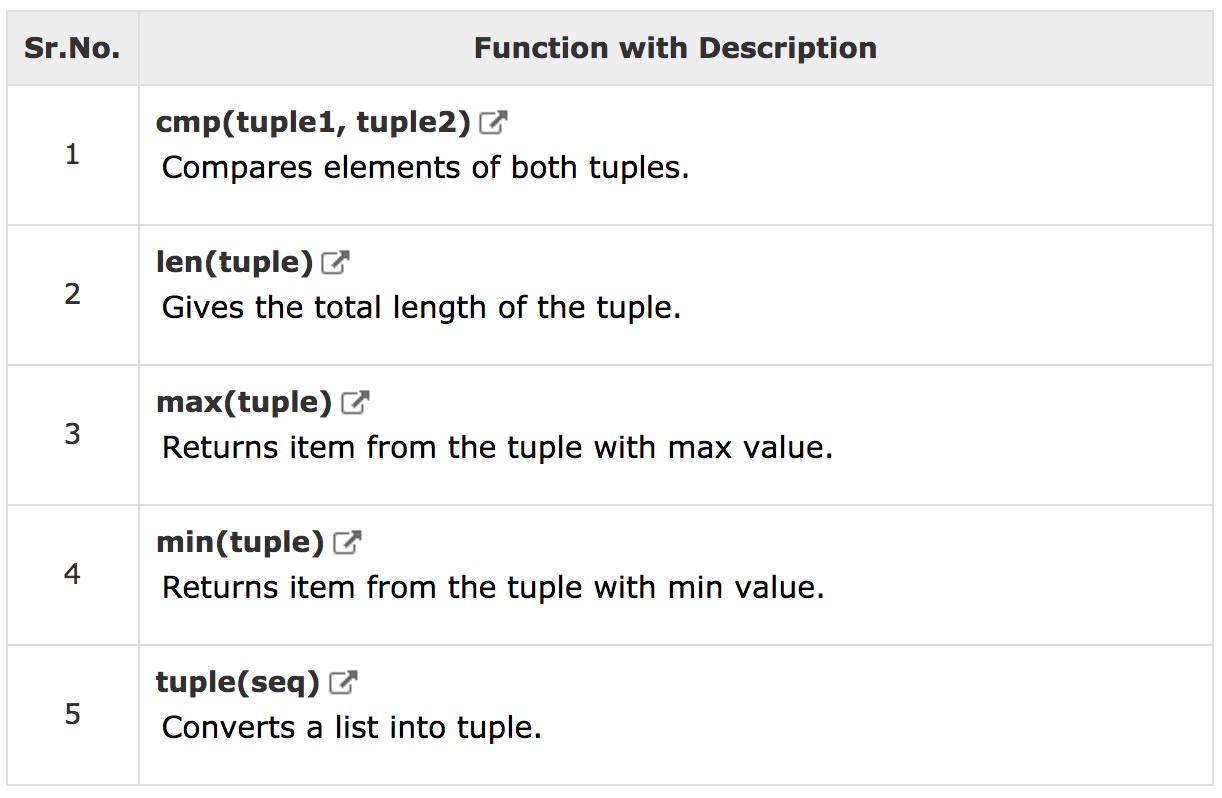 Sr.No. Function with Description
1
cmp(tuple1, tuple2)
Compares elements of both tuples.
2
len(tuple)
Gives the total length of the tuple.
3
max(tuple)
Returns item from the tuple with max value.
4
min(tuple)
Returns item from the tuple with min value.
5
tuple(seq)
Converts a list into tuple.